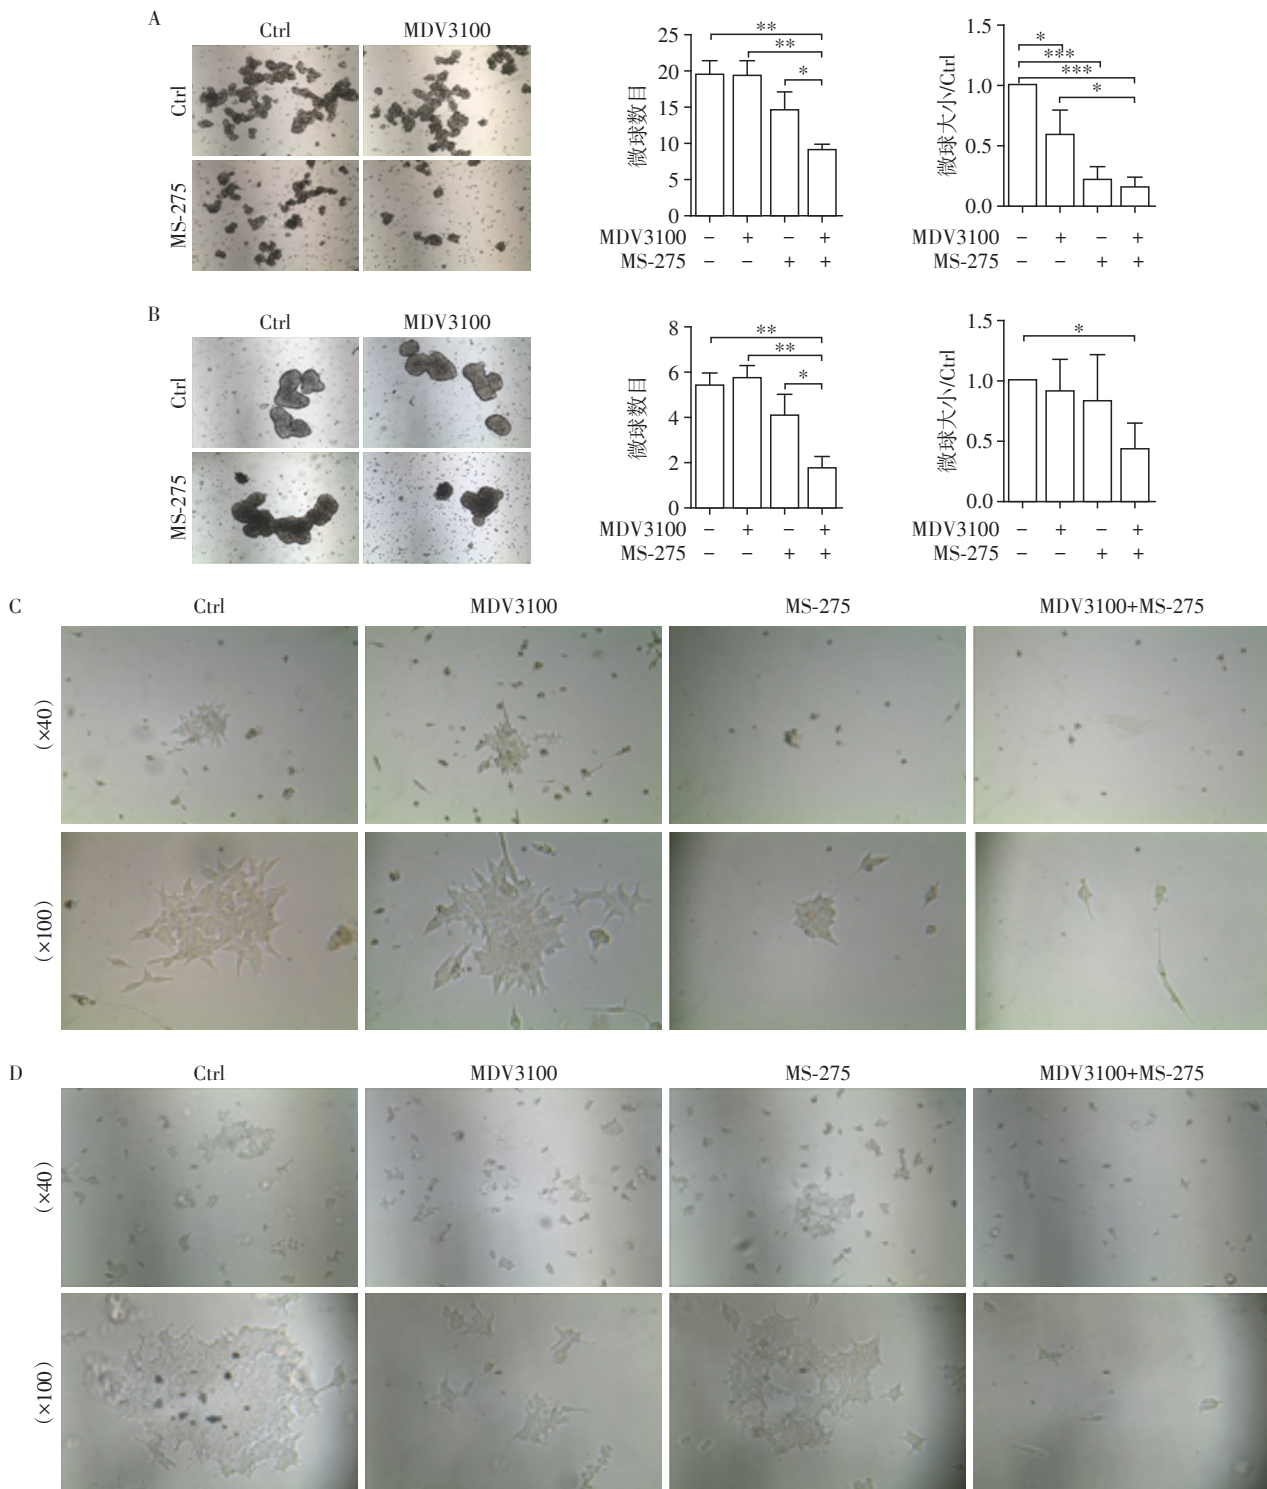 A
Ctrl MDV3100
Ctrl
MS-275
微球数目
25
20
15
10
5
0
** 
**
*
MDV3100 − + − +
MS-275 − − + +
微球大小/Ctrl
1.5
1.0
0.5
0.0
*
***
***
*
MDV3100 − + − +
MS-275 − − + +
B
Ctrl MDV3100
Ctrl
MS-275
微球数目
8
6
4
2
0
**
**
*
MDV3100 − + − +
MS-275 − − + +
微球大小/Ctrl
1.5
1.0
0.5
0.0
*
MDV3100 − + − +
MS-275 − − + +
C
Ctrl MDV3100 MS-275 MDV3100+MS-275
(×40)
(×100)
D
Ctrl MDV3100 MS-275 MDV3100+MS-275
(×40)
(×100)